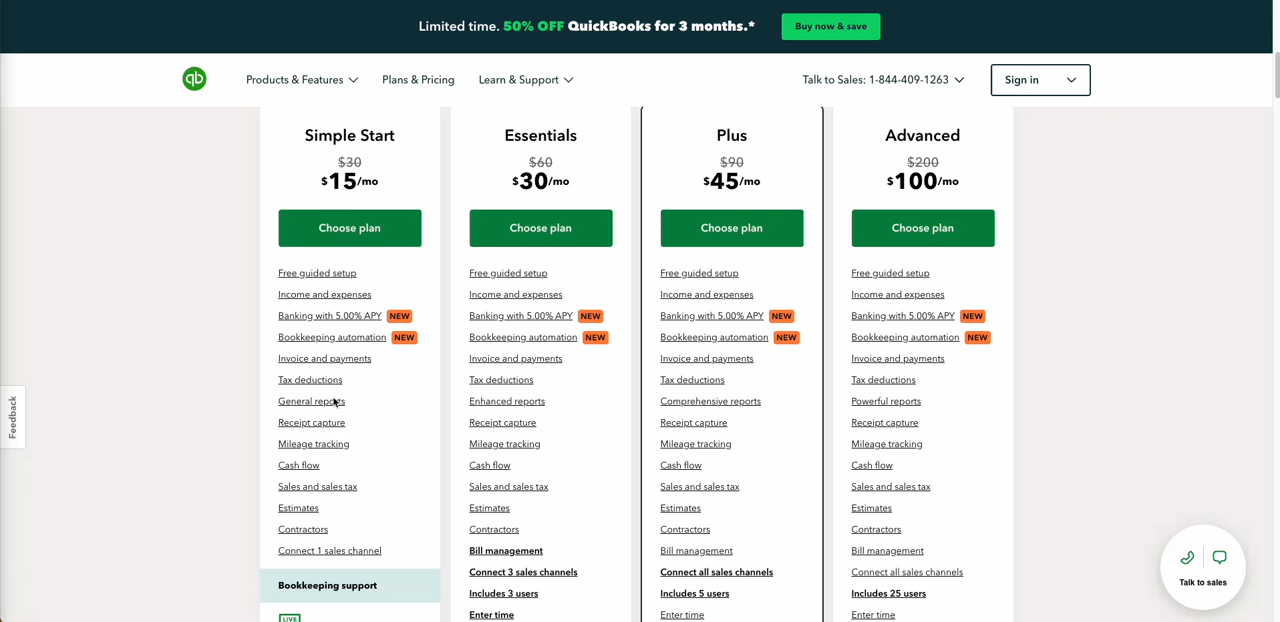 Limited time. 50% OFF QuickBooks for 3 months.* Buy now & save
qb Products & Features Plans & Pricing Learn & Support Talk to Sales: 1-844-409-1263 Sign in
Simple Start
$30
$15/mo
Choose plan
Free guided setup
Income and expenses
Banking with 5.00% APY NEW
Bookkeeping automation NEW
Invoice and payments
Tax deductions
General reports
Receipt capture
Mileage tracking
Cash flow
Sales and sales tax
Estimates
Contractors
Connect 1 sales channel
Bookkeeping support
LIVE
Essentials
$60
$30/mo
Choose plan
Free guided setup
Income and expenses
Banking with 5.00% APY NEW
Bookkeeping automation NEW
Invoice and payments
Tax deductions
Enhanced reports
Receipt capture
Mileage tracking
Cash flow
Sales and sales tax
Estimates
Contractors
Bill management
Connect 3 sales channels
Includes 3 users
Enter time
Plus
$90
$45/mo
Choose plan
Free guided setup
Income and expenses
Banking with 5.00% APY NEW
Bookkeeping automation NEW
Invoice and payments
Tax deductions
Comprehensive reports
Receipt capture
Mileage tracking
Cash flow
Sales and sales tax
Estimates
Contractors
Bill management
Connect all sales channels
Includes 5 users
Enter time
Advanced
$200
$100/mo
Choose plan
Free guided setup
Income and expenses
Banking with 5.00% APY NEW
Bookkeeping automation NEW
Invoice and payments
Tax deductions
Powerful reports
Receipt capture
Mileage tracking
Cash flow
Sales and sales tax
Estimates
Contractors
Bill management
Connect all sales channels
Includes 25 users
Enter time
Feedback
Talk to sales